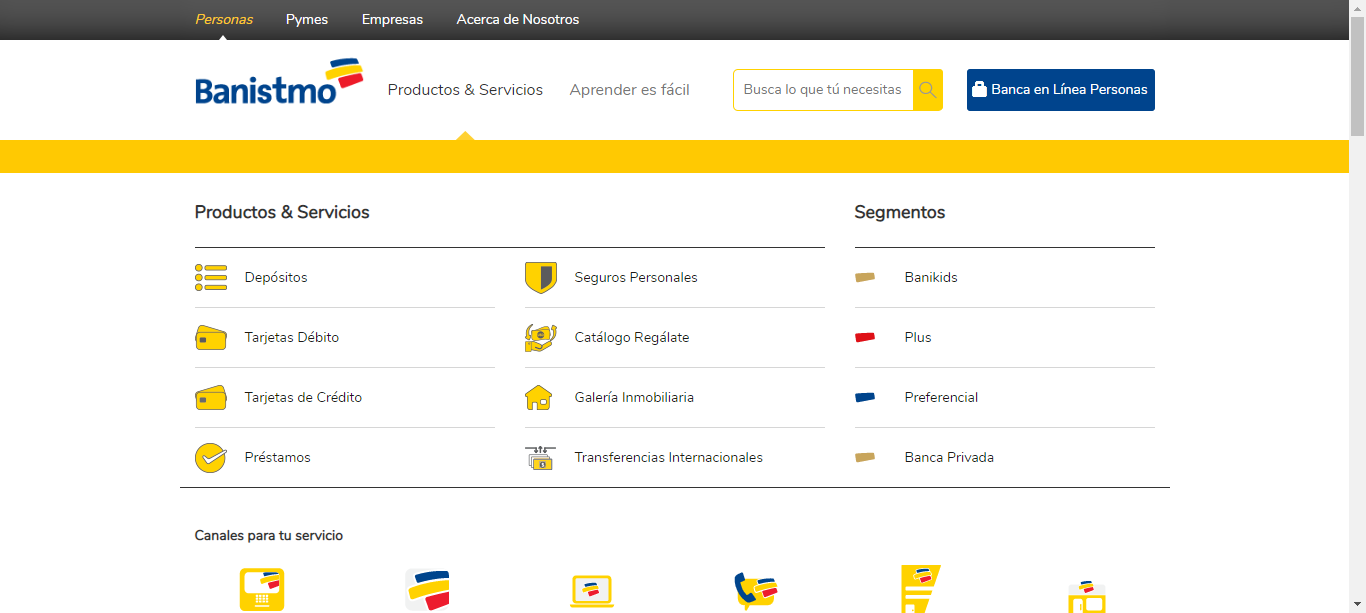 Personas Pymes Empresas Acerca de Nosotros
Banistmo Productos & Servicios Aprender es fácil Busca lo que tú necesitas Banca en Línea Personas
Productos & Servicios Segmentos
Depósitos Seguros Personales Banikids
Tarjetas Débito Catálogo Regálate Plus
Tarjetas de Crédito Galería Inmobiliaria Preferencial
Préstamos Transferencias Internacionales Banca Privada
Canales para tu servicio